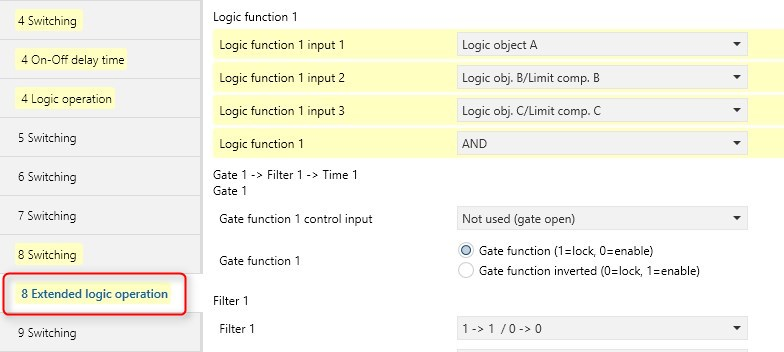 4 Switching
4 On-Off delay time
4 Logic operation
5 Switching
6 Switching
7 Switching
8 Switching
8 Extended logic operation
9 Switching
Logic function 1
Logic function 1 input 1 Logic object A
Logic function 1 input 2 Logic obj. B/Limit comp. B
Logic function 1 input 3 Logic obj. C/Limit comp. C
Logic function 1 AND
Gate 1 -> Filter 1 -> Time 1
Gate 1
Gate function 1 control input Not used (gate open)
Gate function 1 Gate function (1=lock, 0=enable)
Gate function inverted (0=lock, 1=enable)
Filter 1
Filter 1 1 -> 1 / 0 -> 0